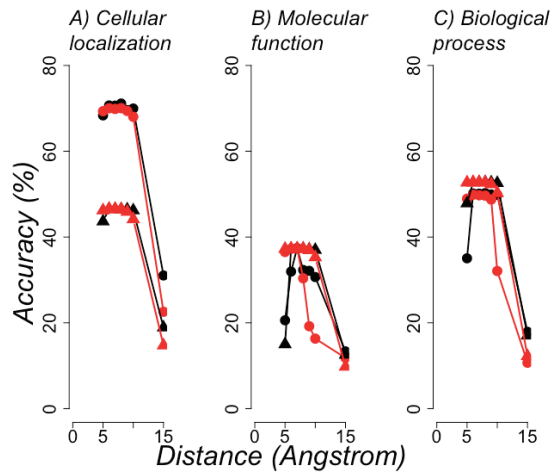 A) Cellular localization
B) Molecular function
C) Biological process
Accuracy (%)
80
60
40
20
0
80
60
40
20
0
80
60
40
20
0
0 5 15
0 5 15
0 5 15
Distance (Angstrom)